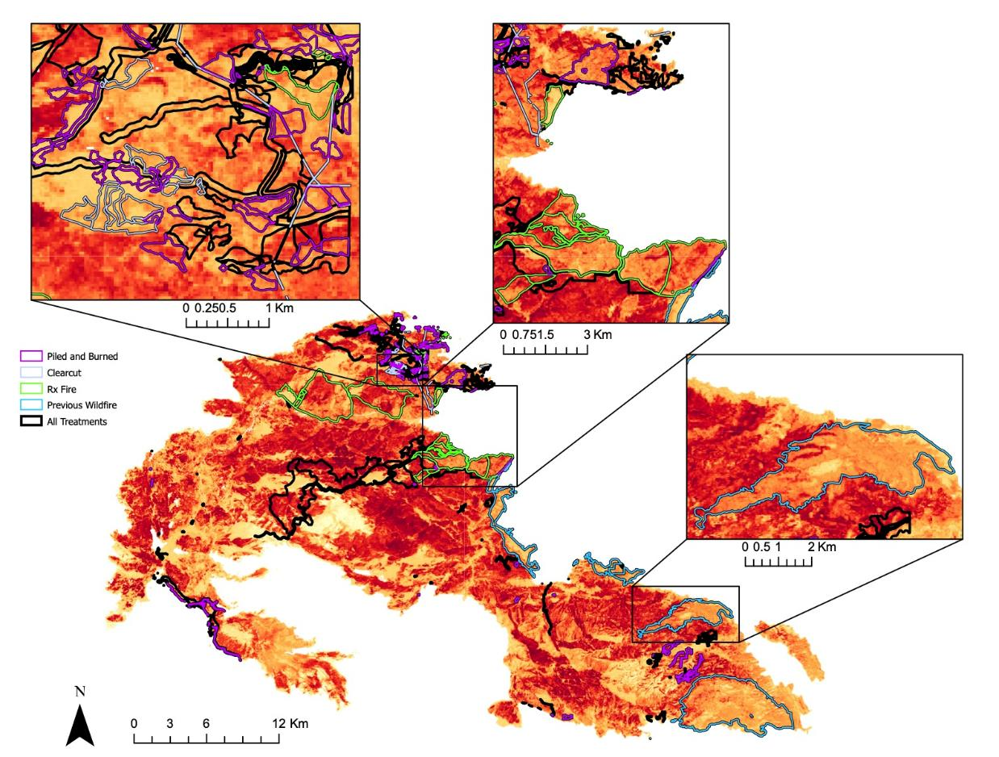 0 0.250.5 1 Km
0 0.751.5 3 Km
Piled and Burned
Clearcut
Rx Fire
Previous Wildfire
All Treatments
0 0.5 1 2 Km
N
0 3 6 12 Km